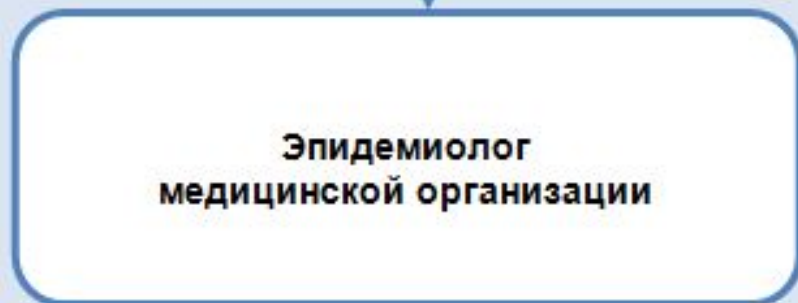 Эпидемиолог
медицинской организации